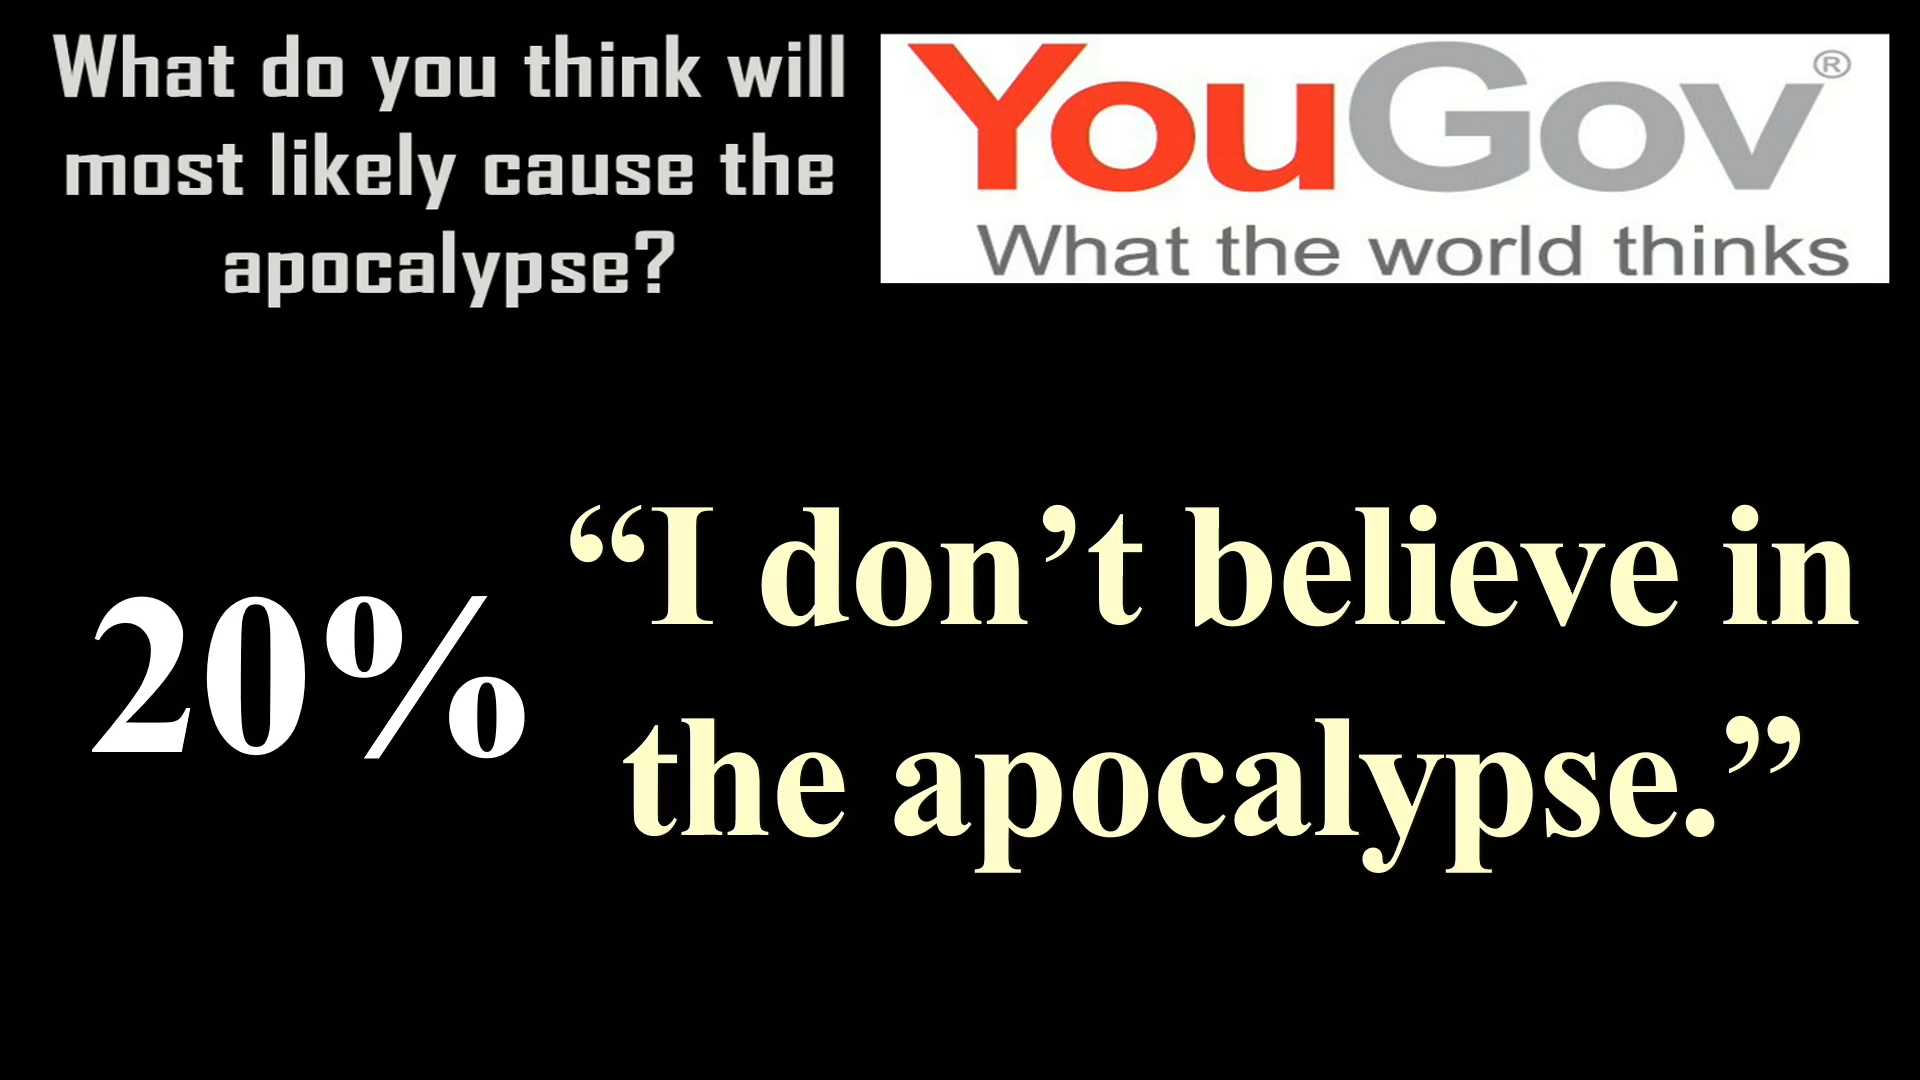 What do you think will
most likely cause the
apocalypse?
YouGov®
What the world thinks
20%
“I don’t believe in
the apocalypse.”